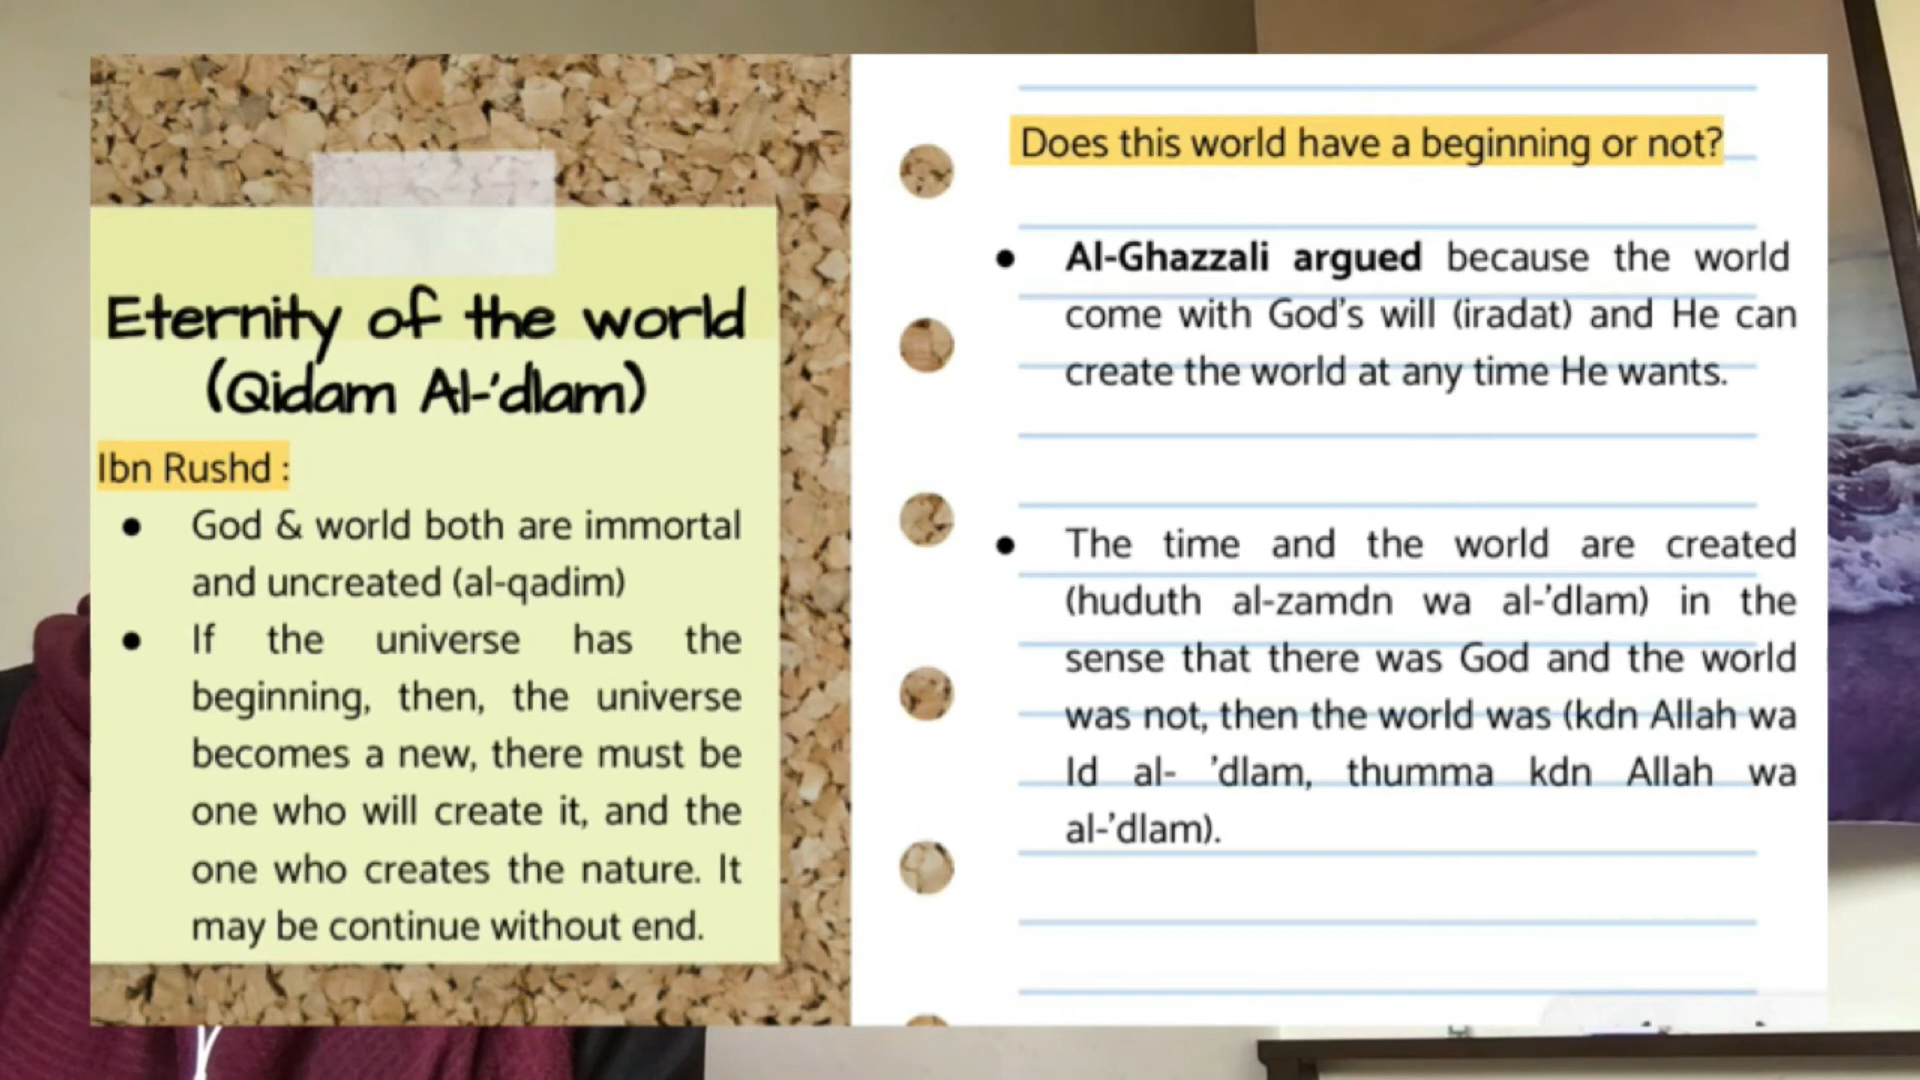 Eternity of the world
(Qidam Al-'dlam)
Ibn Rushd :
● God & world both are immortal
and uncreated (al-qadim)
● If the universe has the
beginning, then, the universe
becomes a new, there must be
one who will create it, and the
one who creates the nature. It
may be continue without end.
Does this world have a beginning or not?
● Al-Ghazzali argued because the world
come with God's will (iradat) and He can
create the world at any time He wants.
● The time and the world are created
(huduth al-zamdn wa al-'dlam) in the
sense that there was God and the world
was not, then the world was (kdn Allah wa
ld al- 'dlam, thumma kdn Allah wa
al-'dlam).